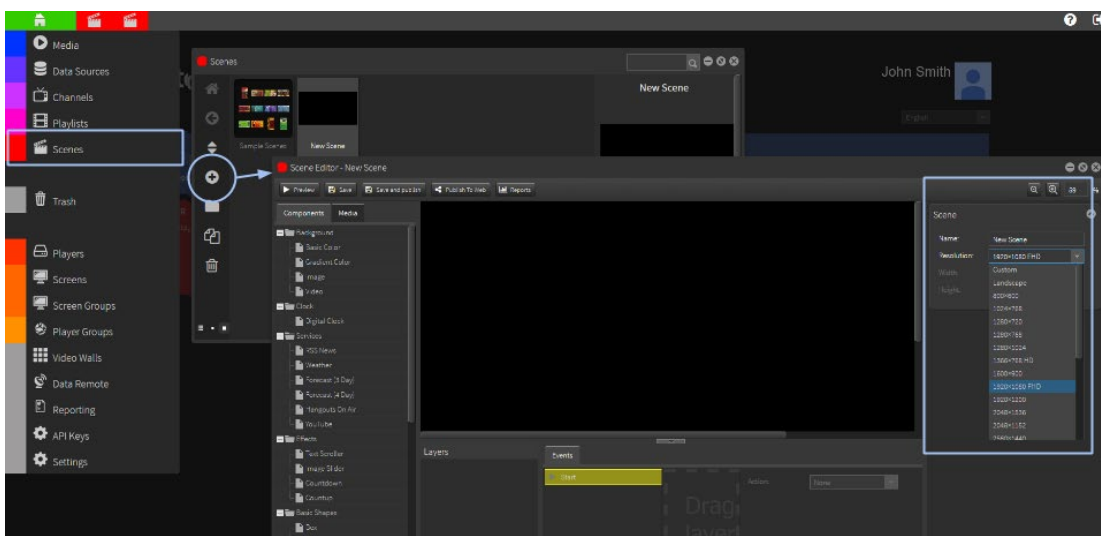 Media
Data Sources
Channels
Playlists
Scenes
Trash
Players
Screens
Screen Groups
Player Groups
Video Walls
Data Remote
Reporting
API Keys
Settings
Scenes
Sample Scenes
New Scene
New Scene
John Smith
English
Scene Editor - New Scene
Preview
Save
Save and publish
Publish To Web
Reports
Components
Media
Background
Basic Color
Gradient Color
Image
Video
Clock
Digital Clock
Services
RSS News
Weather
Forecast (3 Day)
Forecast (4 Day)
Hangouts On Air
YouTube
Effects
Text Scroller
Image Slider
Countdown
Countup
Basic Shapes
Box
Layers
Events
Start
Drag
layer
Action:
None
Scene
Name: New Scene
Resolution: 1920×1080 FHD
Width:
Height:
Custom
Landscape
800×600
1024×768
1280×720
1280×768
1280×1024
1366×768 HD
1600×900
1920×1080 FHD
1920×1200
2048×1536
2048×1152
2560×1440